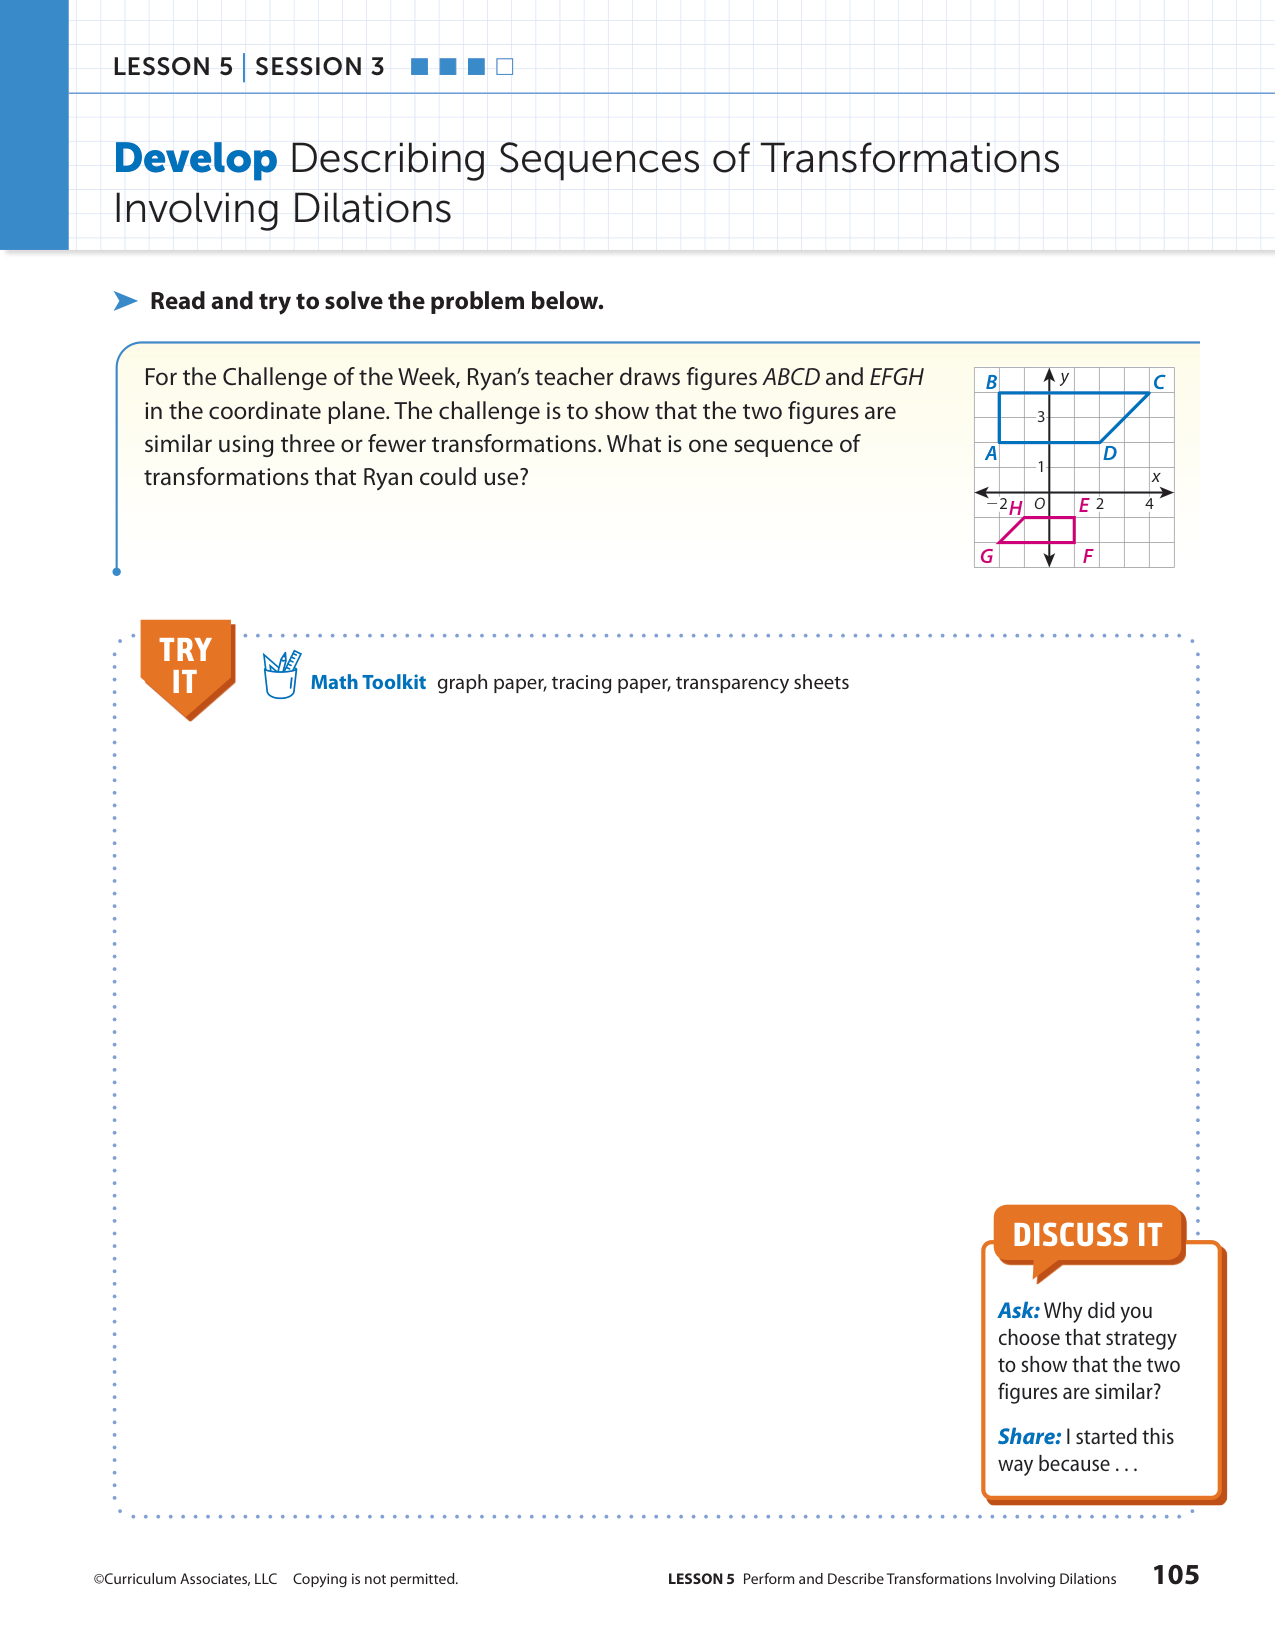 LESSON 5 | SESSION 3
Develop Describing Sequences of Transformations
Involving Dilations
Read and try to solve the problem below.
For the Challenge of the Week, Ryan’s teacher draws figures ABCD and EFGH
in the coordinate plane. The challenge is to show that the two figures are
similar using three or fewer transformations. What is one sequence of
transformations that Ryan could use?
B y C
3
A D
1
x
−2 H O E 2 4
G F
TRY
IT
Math Toolkit graph paper, tracing paper, transparency sheets
DISCUSS IT
Ask: Why did you
choose that strategy
to show that the two
figures are similar?
Share: I started this
way because . . .
©Curriculum Associates, LLC Copying is not permitted.
LESSON 5 Perform and Describe Transformations Involving Dilations 105